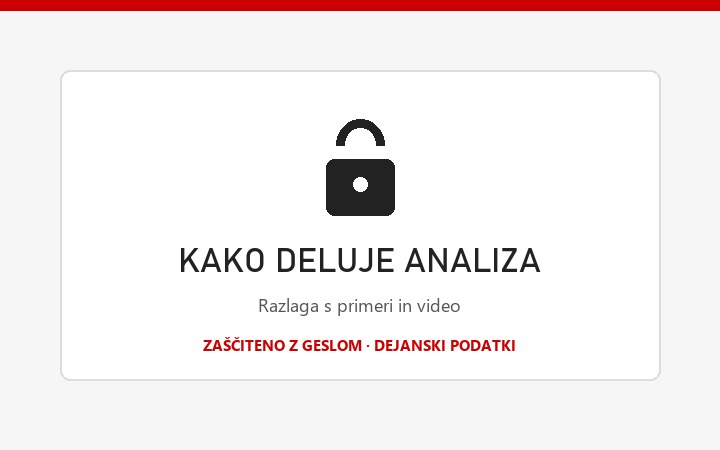 KAKO DELUJE ANALIZA
Razlaga s primeri in video
ZAŠČITENO Z GESLOM · DEJANSKI PODATKI